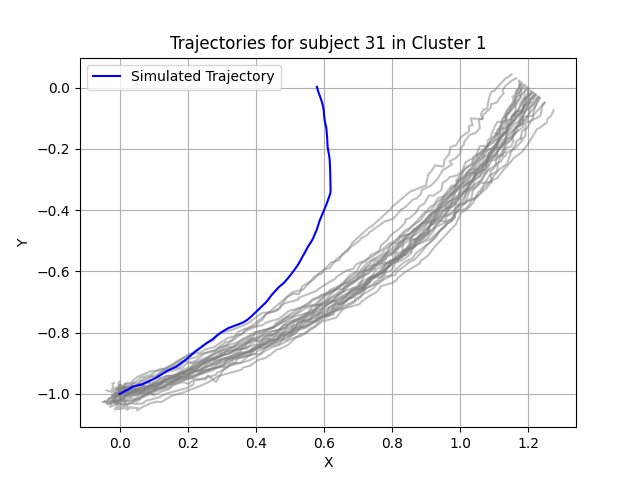 Trajectories for subject 31 in Cluster 1
Simulated Trajectory
0.0
−0.2
−0.4
−0.6
−0.8
−1.0
Y
0.0 0.2 0.4 0.6 0.8 1.0 1.2
X